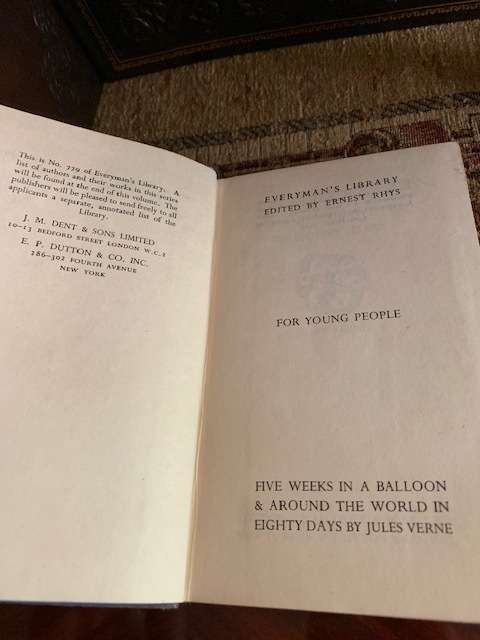 This is No. 779 of Everyman's Library. A
list of authors and their works in this series
will be found at the end of this volume. The
publishers will be pleased to send freely to all
applicants a separate, annotated list of the
Library.
J. M. DENT & SONS LIMITED
10-13 BEDFORD STREET LONDON W.C.2
E. P. DUTTON & CO. INC.
286-302 FOURTH AVENUE
NEW YORK
EVERYMAN'S LIBRARY
EDITED BY ERNEST RHYS
FOR YOUNG PEOPLE
FIVE WEEKS IN A BALLOON
& AROUND THE WORLD IN
EIGHTY DAYS BY JULES VERNE